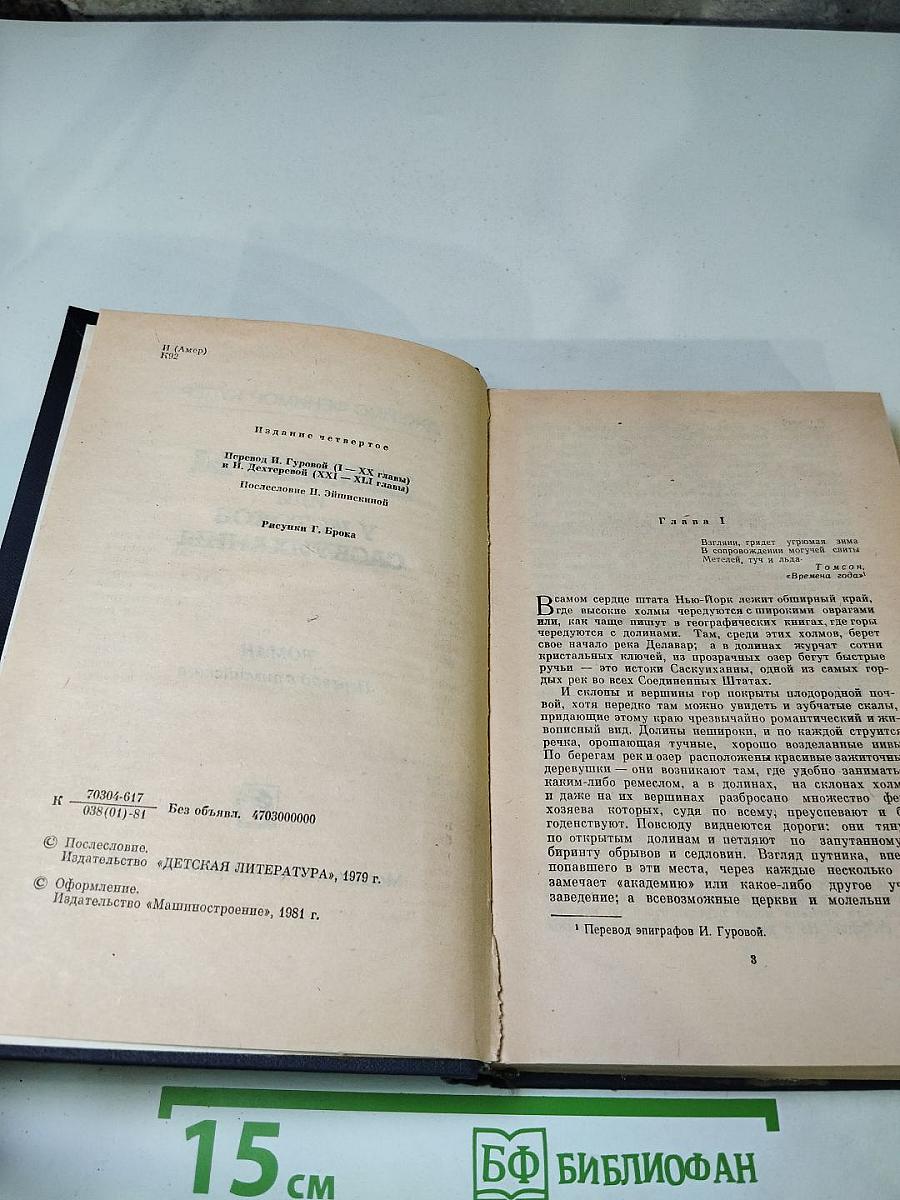 И (Амер)
К92
Издание четвертое
Перевод И. Гуровой (I — XX главы)
и Н. Дехтеревой (XXI — XLI главы)
Послесловие Н. Эйшискиной
Рисунки Г. Брока
К 70304-617
038(01)-81
Без объявл. 4703000000
© Послесловие.
Издательство «ДЕТСКАЯ ЛИТЕРАТУРА», 1979 г.
© Оформление.
Издательство «Машиностроение», 1981 г.
Глава I
Взгляни, грядет угрюмая зима
В сопровождении могучей свиты
Метелей, туч и льда.
Томсон,
«Времена года»¹
В самом сердце штата Нью-Йорк лежит обширный край,
где высокие холмы чередуются с широкими оврагами
или, как чаще пишут в географических книгах, где горы
чередуются с долинами. Там, среди этих холмов, берет
свое начало река Делавар; а в долинах журчат сотни
кристальных ключей, из прозрачных озер бегут быстрые
ручьи — это истоки Саскуиханны, одной из самых гор-
дых рек во всех Соединенных Штатах.
И склоны и вершины гор покрыты плодородной поч-
вой, хотя нередко там можно увидеть и зубчатые скалы,
придающие этому краю чрезвычайно романтический и жи-
вописный вид. Долины нешироки, и по каждой струится
речка, орошающая тучные, хорошо возделанные нивы
По берегам рек и озер расположены красивые зажиточны
деревушки — они возникают там, где удобно занимать
каким-либо ремеслом, а в долинах, на склонах холм
и даже на их вершинах разбросано множество фе
хозяева которых, судя по всему, преуспевают и б
годенствуют. Повсюду виднеются дороги: они тяну
по открытым долинам и петляют по запутанному
биринту обрывов и седловин. Взгляд путника, впе
попавшего в эти места, через каждые несколько
замечает «академию» или какое-либо другое уч
заведение; а всевозможные церкви и молельни
¹ Перевод эпиграфов И. Гуровой.
3
15 см
БФ БИБЛИОФАН